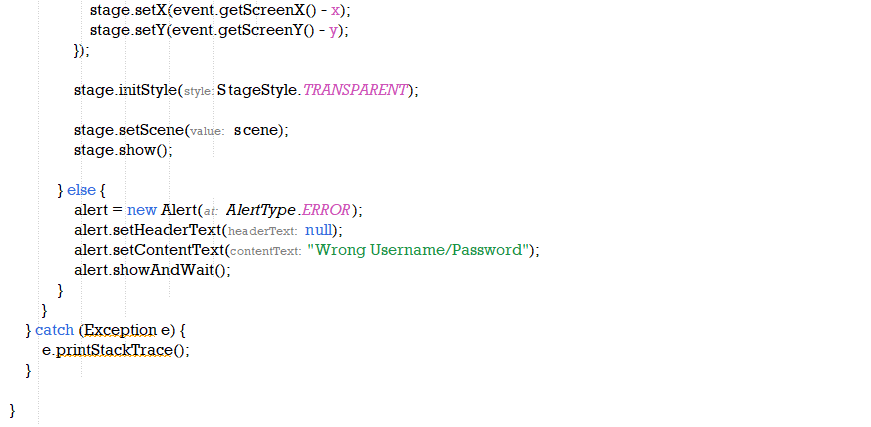 stage.setX(event.getScreenX() - x);
stage.setY(event.getScreenY() - y);
});
stage.initStyle(style: StageStyle.TRANSPARENT);
stage.setScene(value: scene);
stage.show();
} else {
alert = new Alert(at: AlertType.ERROR);
alert.setHeaderText(headerText: null);
alert.setContentText(contentText: "Wrong Username/Password");
alert.showAndWait();
}
}
} catch (Exception e) {
e.printStackTrace();
}
}